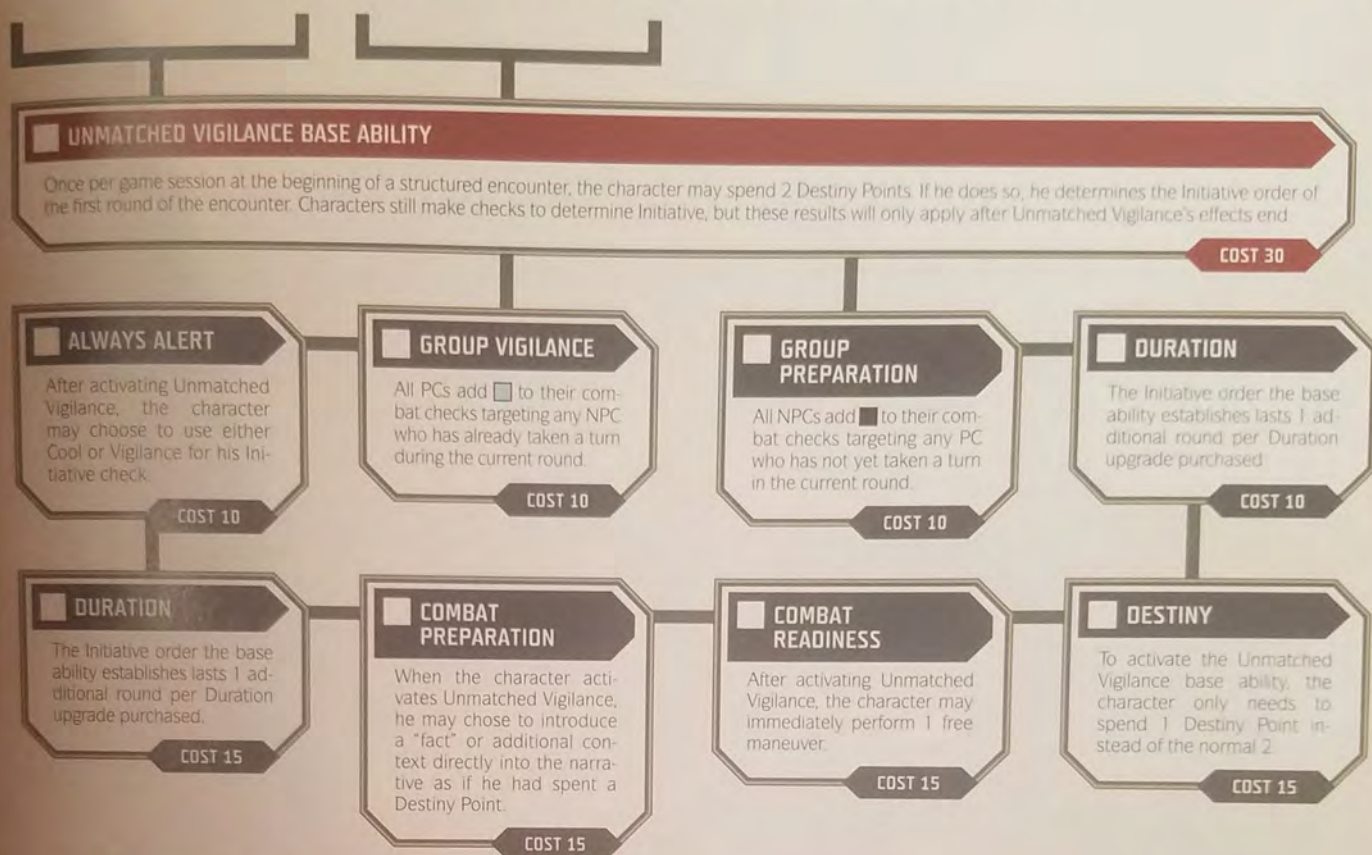 UNMATCHED VIGILANCE BASE ABILITY
Once per game session at the beginning of a structured encounter, the character may spend 2 Destiny Points. If he does so, he determines the Initiative order of
the first round of the encounter. Characters still make checks to determine Initiative, but these results will only apply after Unmatched Vigilance's effects end
COST 30
ALWAYS ALERT
After activating Unmatched
Vigilance, the character
may choose to use either
Cool or Vigilance for his Ini-
tiative check.
COST 10
GROUP VIGILANCE
All PCs add to their com-
bat checks targeting any NPC
who has already taken a turn
during the current round.
COST 10
GROUP
PREPARATION
All NPCs add to their com-
bat checks targeting any PC
who has not yet taken a turn
in the current round.
COST 10
DURATION
The Initiative order the base
ability establishes lasts 1 ad-
ditional round per Duration
upgrade purchased
COST 10
DURATION
The Initiative order the base
ability establishes lasts 1 ad-
ditional round per Duration
upgrade purchased.
COST 15
COMBAT
PREPARATION
When the character acti-
vates Unmatched Vigilance,
he may chose to introduce
a "fact" or additional con-
text directly into the narra-
tive as if he had spent a
Destiny Point.
COST 15
COMBAT
READINESS
After activating Unmatched
Vigilance, the character may
immediately perform 1 free
maneuver.
COST 15
DESTINY
To activate the Unmatched
Vigilance base ability, the
character only needs to
spend 1 Destiny Point in-
stead of the normal 2.
COST 15